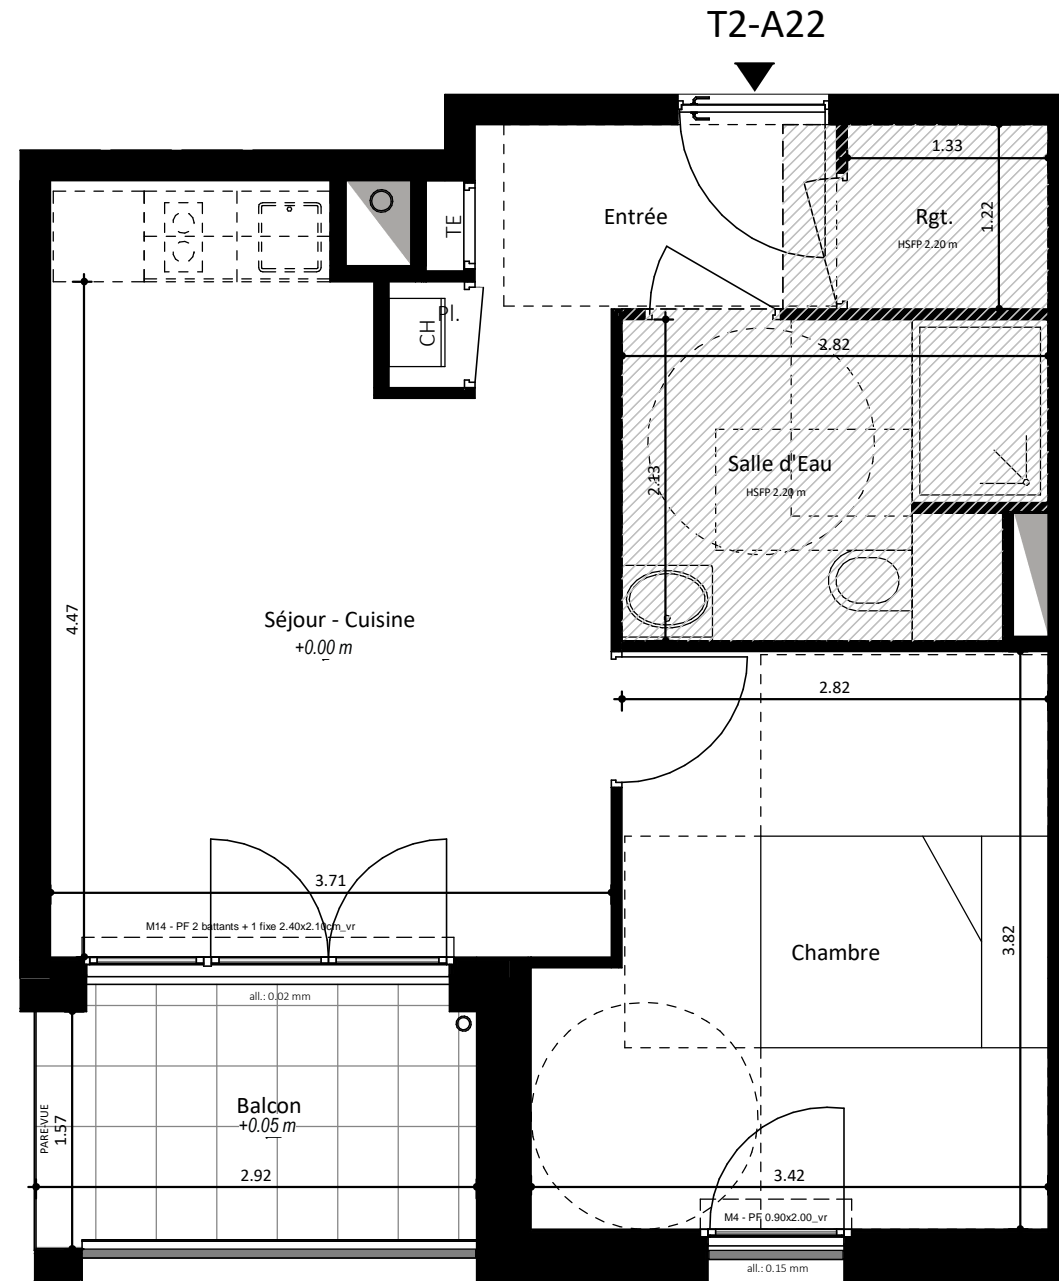 T2-A22
1.33
Entrée
Rgt.
HSFP 2.20 m
1.22
TE
Pl.
CH
2.82
Salle d'Eau
HSFP 2.20 m
2.13
Séjour - Cuisine
+0.00 m
4.47
2.82
3.71
M14 - PF 2 battants + 1 fixe 2.40x2.10cm_vr
Chambre
3.82
all.: 0.02 mm
Balcon
+0.05 m
PARE-VUE
1.57
2.92
3.42
M4 - PF 0.90x2.00_vr
all.: 0.15 mm